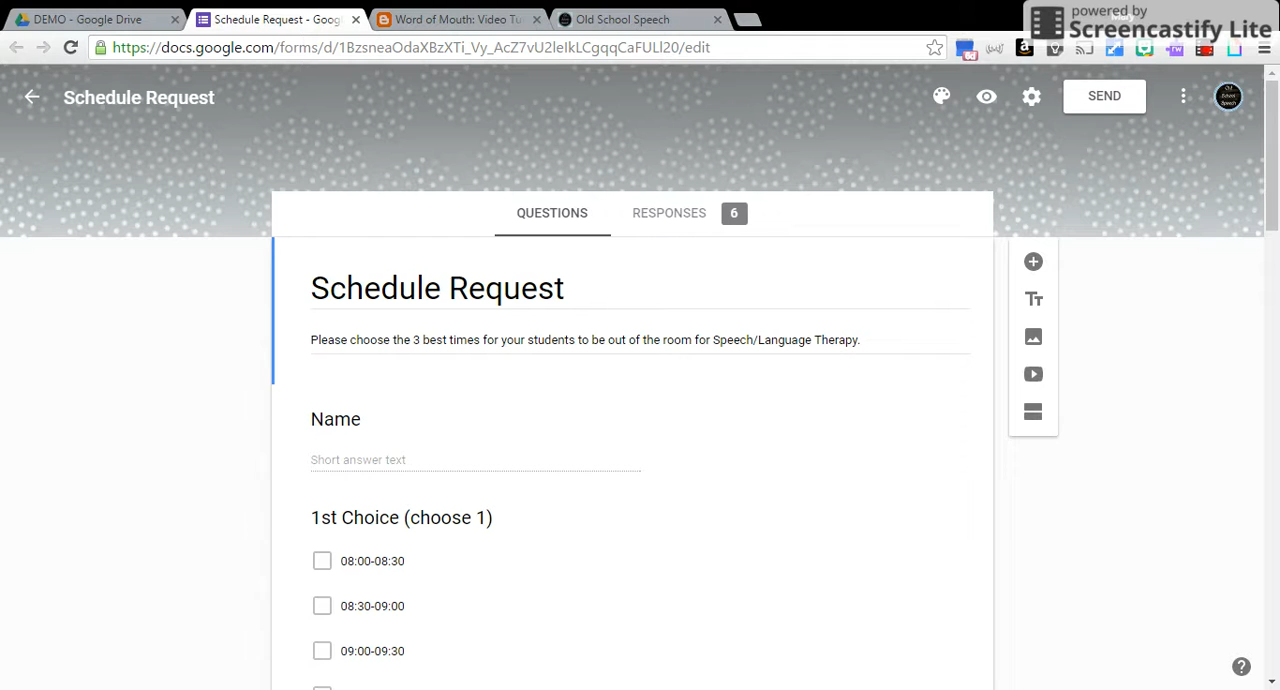 DEMO - Google Drive
Schedule Request - Goog
Word of Mouth: Video Tu
Old School Speech
powered by
Screencastify Lite
https://docs.google.com/forms/
/edit
Schedule Request
SEND
Old School Speech
QUESTIONS
RESPONSES
6
Schedule Request
Please choose the 3 best times for your students to be out of the room for Speech/Language Therapy.
Name
Short answer text
1st Choice (choose 1)
08:00-08:30
08:30-09:00
09:00-09:30